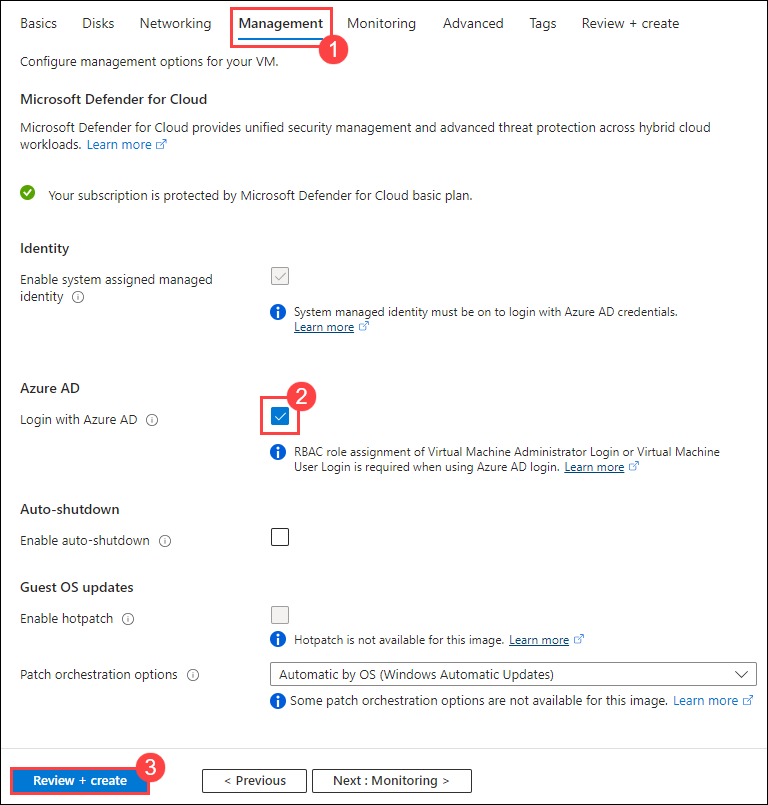 Basics Disks Networking Management Monitoring Advanced Tags Review + create
1
Configure management options for your VM.
Microsoft Defender for Cloud
Microsoft Defender for Cloud provides unified security management and advanced threat protection across hybrid cloud
workloads. Learn more
Your subscription is protected by Microsoft Defender for Cloud basic plan.
Identity
Enable system assigned managed
identity
System managed identity must be on to login with Azure AD credentials.
Learn more
Azure AD
2
Login with Azure AD
RBAC role assignment of Virtual Machine Administrator Login or Virtual Machine
User Login is required when using Azure AD login. Learn more
Auto-shutdown
Enable auto-shutdown
Guest OS updates
Enable hotpatch
Hotpatch is not available for this image. Learn more
Patch orchestration options Automatic by OS (Windows Automatic Updates)
Some patch orchestration options are not available for this image. Learn more
3
Review + create < Previous Next : Monitoring >